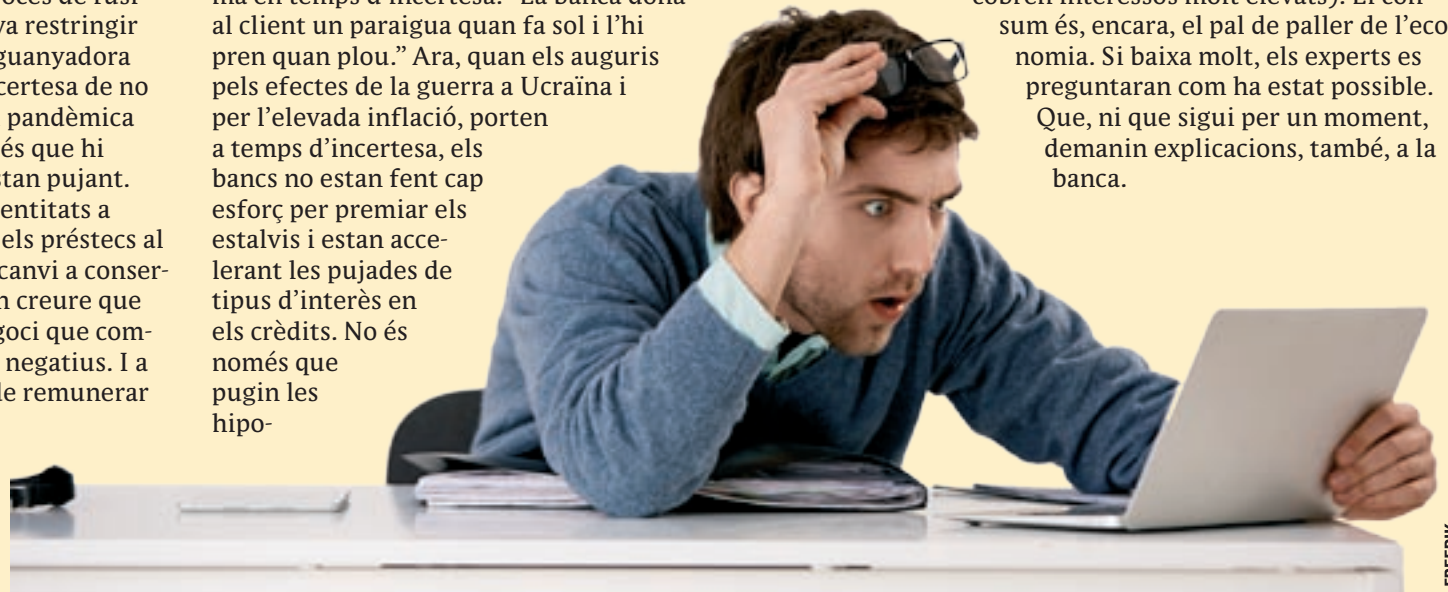 va restringir
guanyadora
certesa de no
pandèmica
és que hi
stan pujant.
entitats a
els préstecs al
canvi a conser-
n creure que
goci que com-
negatius. I a
le remunerar
al client un paraigua quan fa sol i l’hi
pren quan plou.” Ara, quan els auguris
pels efectes de la guerra a Ucraïna i
per l’elevada inflació, porten
a temps d’incertesa, els
bancs no estan fent cap
esforç per premiar els
estalvis i estan acce-
lerant les pujades de
tipus d’interès en
els crèdits. No és
només que
pugin les
hipo-
sum és, encara, el pal de paller de l’eco
nomia. Si baixa molt, els experts es
preguntaran com ha estat possible.
Que, ni que sigui per un moment,
demanin explicacions, també, a la
banca.